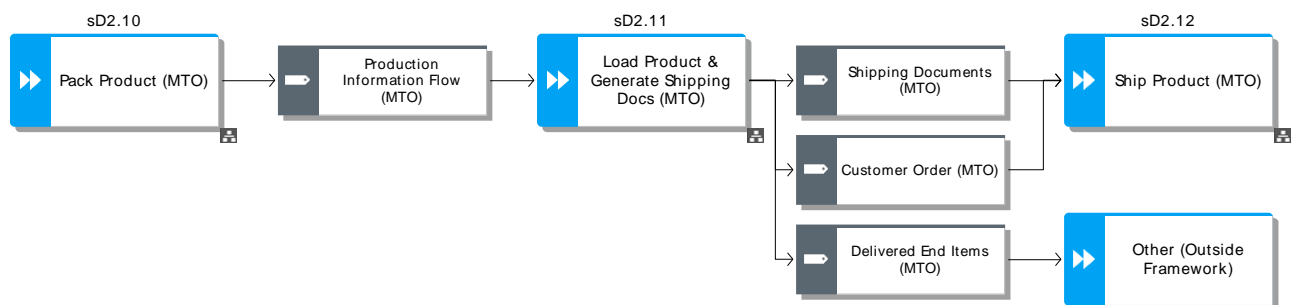 sD2.10
sD2.11
sD2.12
Pack Product (MTO)
Production
Information Flow
(MTO)
Load Product &
Generate Shipping
Docs (MTO)
Shipping Documents
(MTO)
Ship Product (MTO)
Customer Order (MTO)
Delivered End Items
(MTO)
Other (Outside
Framework)